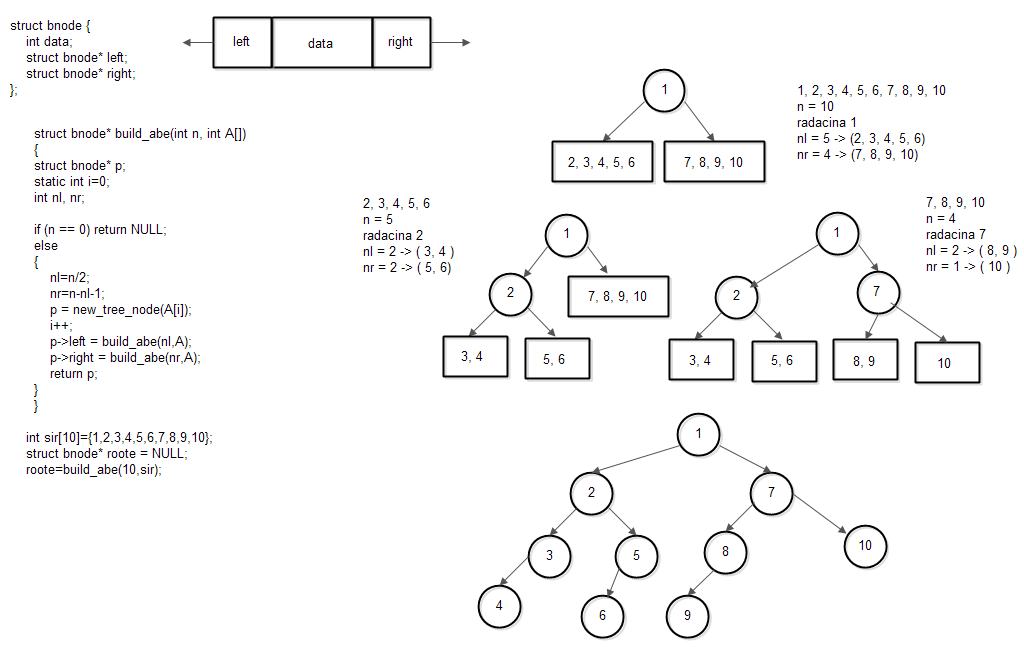 struct bnode {
int data;
struct bnode* left;
struct bnode* right;
};
left data right
struct bnode* build_abe(int n, int A[])
{
struct bnode* p;
static int i=0;
int nl, nr;
if (n == 0) return NULL;
else
{
nl=n/2;
nr=n-nl-1;
p = new_tree_node(A[i]);
i++;
p->left = build_abe(nl,A);
p->right = build_abe(nr,A);
return p;
}
}
int sir[10]={1,2,3,4,5,6,7,8,9,10};
struct bnode* roote = NULL;
roote=build_abe(10,sir);
1
2, 3, 4, 5, 6
7, 8, 9, 10
1, 2, 3, 4, 5, 6, 7, 8, 9, 10
n = 10
radacina 1
nl = 5 -> (2, 3, 4, 5, 6)
nr = 4 -> (7, 8, 9, 10)
2, 3, 4, 5, 6
n = 5
radacina 2
nl = 2 -> ( 3, 4 )
nr = 2 -> ( 5, 6)
1
2
7, 8, 9, 10
3, 4
5, 6
7, 8, 9, 10
n = 4
radacina 7
nl = 2 -> ( 8, 9 )
nr = 1 -> ( 10 )
1
2
7
3, 4
5, 6
8, 9
10
1
2
7
3
5
8
10
4
6
9